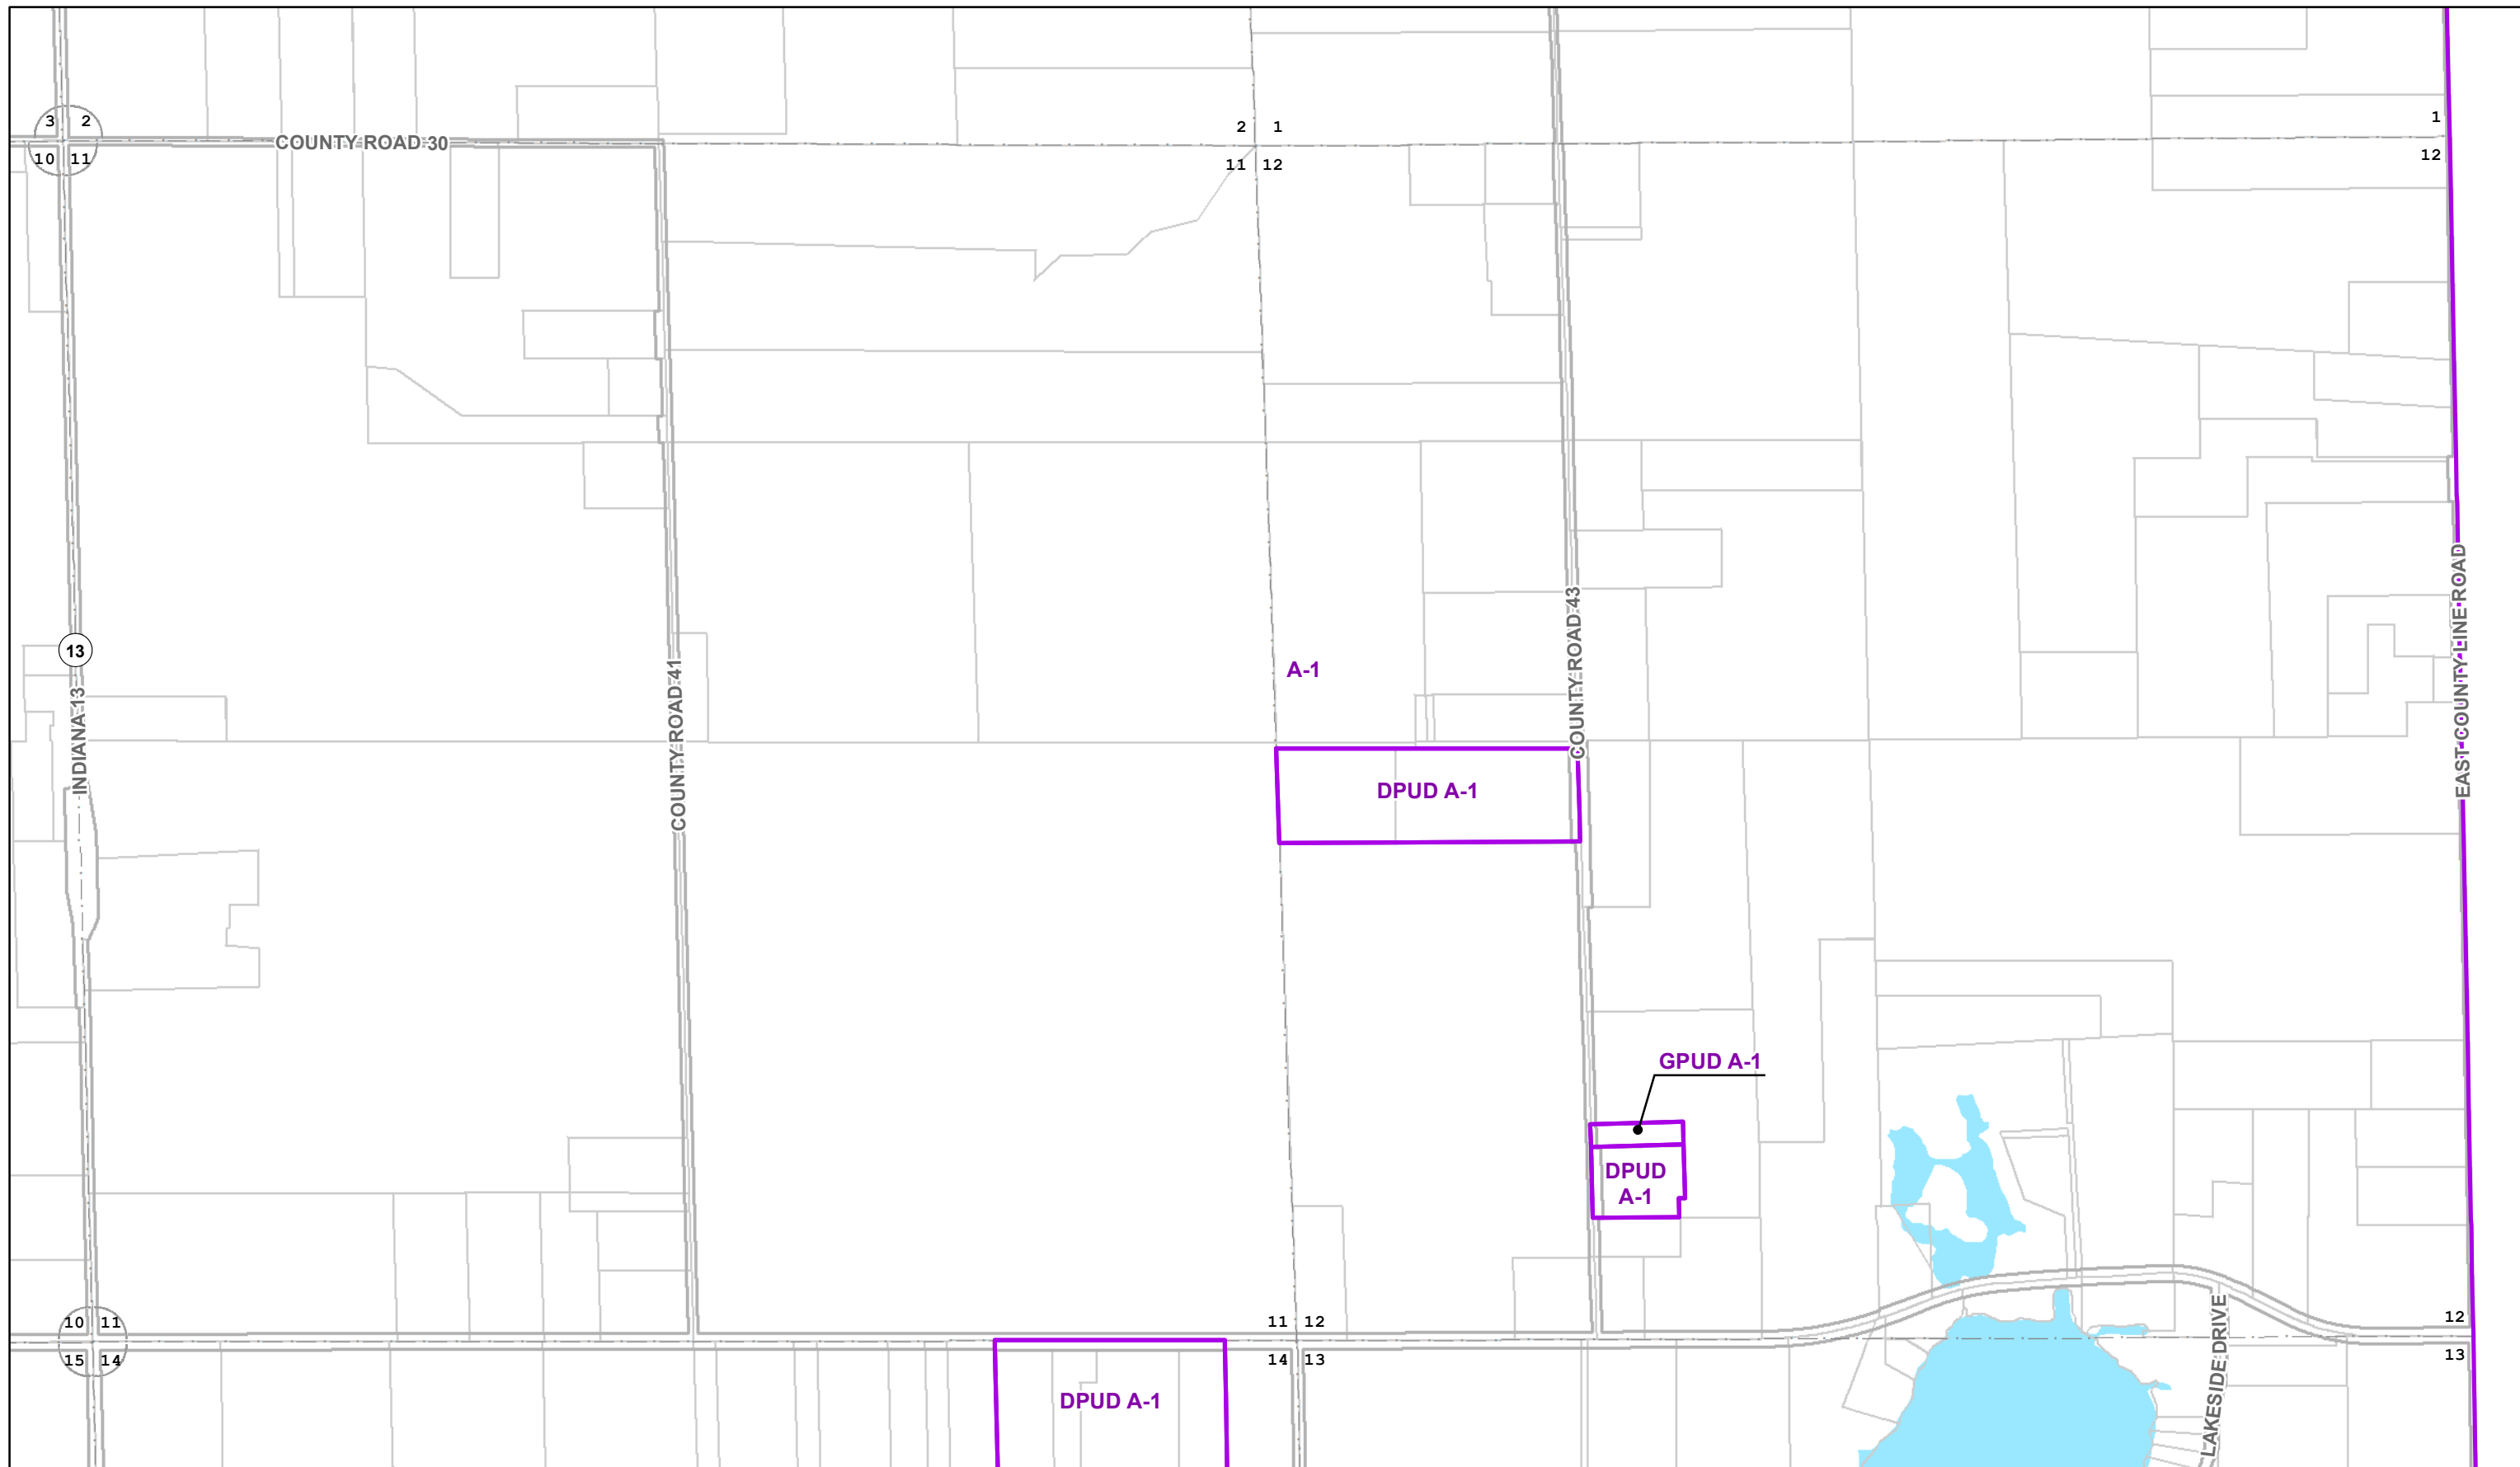 3 2
2 1
1
COUNTY ROAD 30
10 11
11 12
12
13
INDIANA 13
COUNTY ROAD 41
A-1
COUNTY ROAD 43
EAST COUNTY LINE ROAD
DPUD A-1
GPUD A-1
DPUD
A-1
10 11
11 12
12
15 14
14 13
13
DPUD A-1
LAKESIDE DRIVE